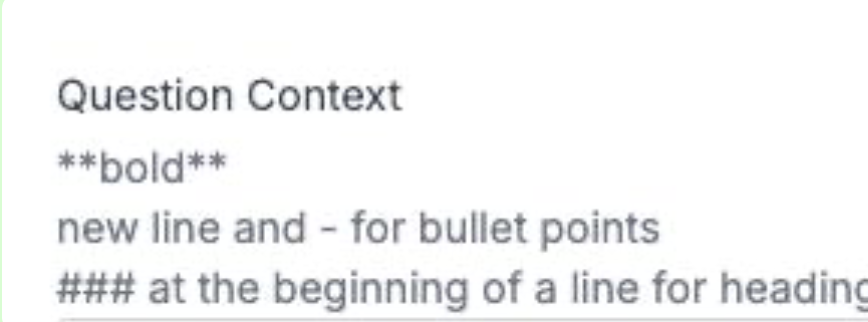 Question Context
**bold**
new line and - for bullet points
### at the beginning of a line for heading